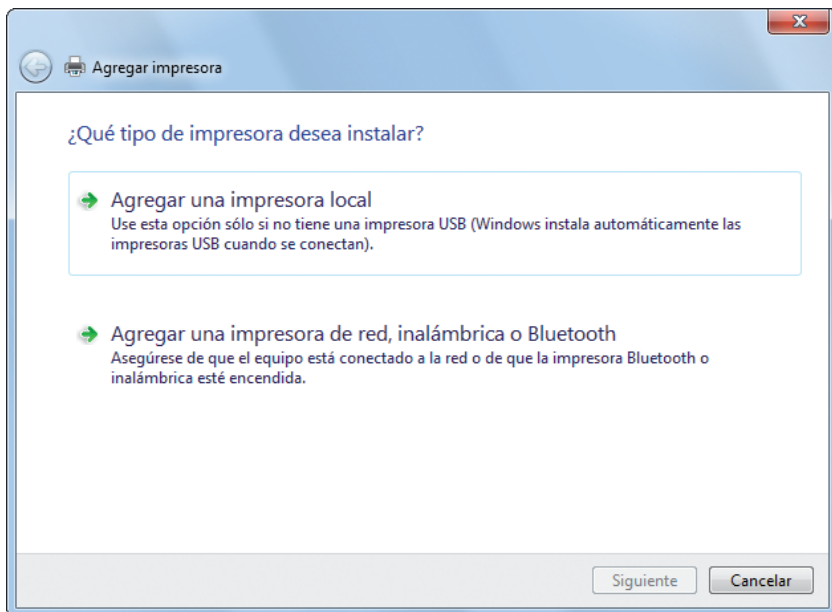 Agregar impresora
¿Qué tipo de impresora desea instalar?
Agregar una impresora local
Use esta opción sólo si no tiene una impresora USB (Windows instala automáticamente las
impresoras USB cuando se conectan).
Agregar una impresora de red, inalámbrica o Bluetooth
Asegúrese de que el equipo está conectado a la red o de que la impresora Bluetooth o
inalámbrica esté encendida.
Siguiente Cancelar